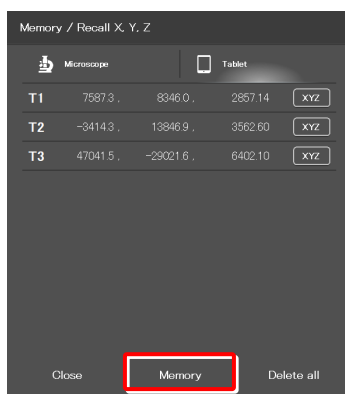 Memory / Recall X, Y, Z
Microscope Tablet
T1 7587.3 , 8346.0 , 2857.14 XYZ
T2 -3414.3 , 13846.9 , 3562.60 XYZ
T3 47041.5 , -29021.6 , 6402.10 XYZ
Close Memory Delete all